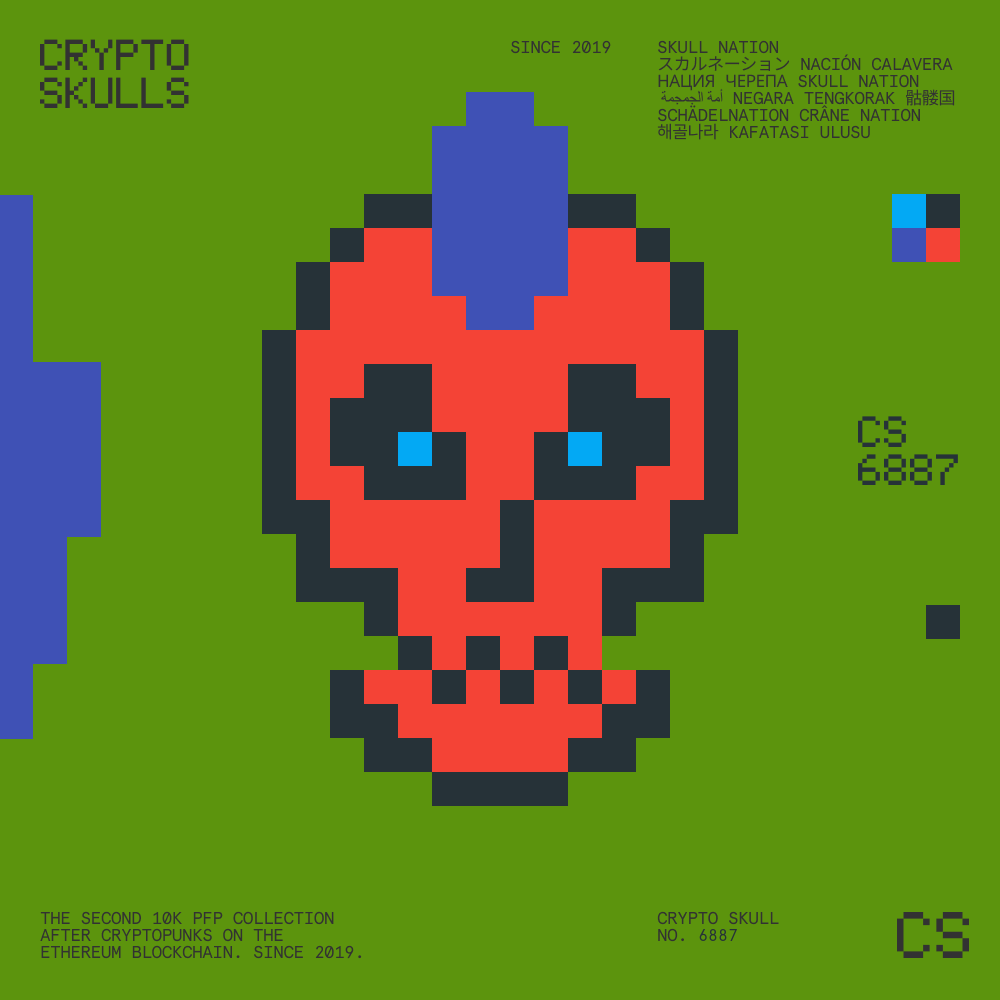 CRYPTO
SKULLS
SINCE 2019
SKULL NATION
スカルネーション NACIÓN CALAVERA
НАЦИЯ ЧЕРЕПА SKULL NATION
أمة الجمجمة NEGARA TENGKORAK 骷髅国
SCHÄDELNATION CRÂNE NATION
해골나라 KAFATASI ULUSU
CS
6887
THE SECOND 10K PFP COLLECTION
AFTER CRYPTOPUNKS ON THE
ETHEREUM BLOCKCHAIN. SINCE 2019.
CRYPTO SKULL
NO. 6887
CS